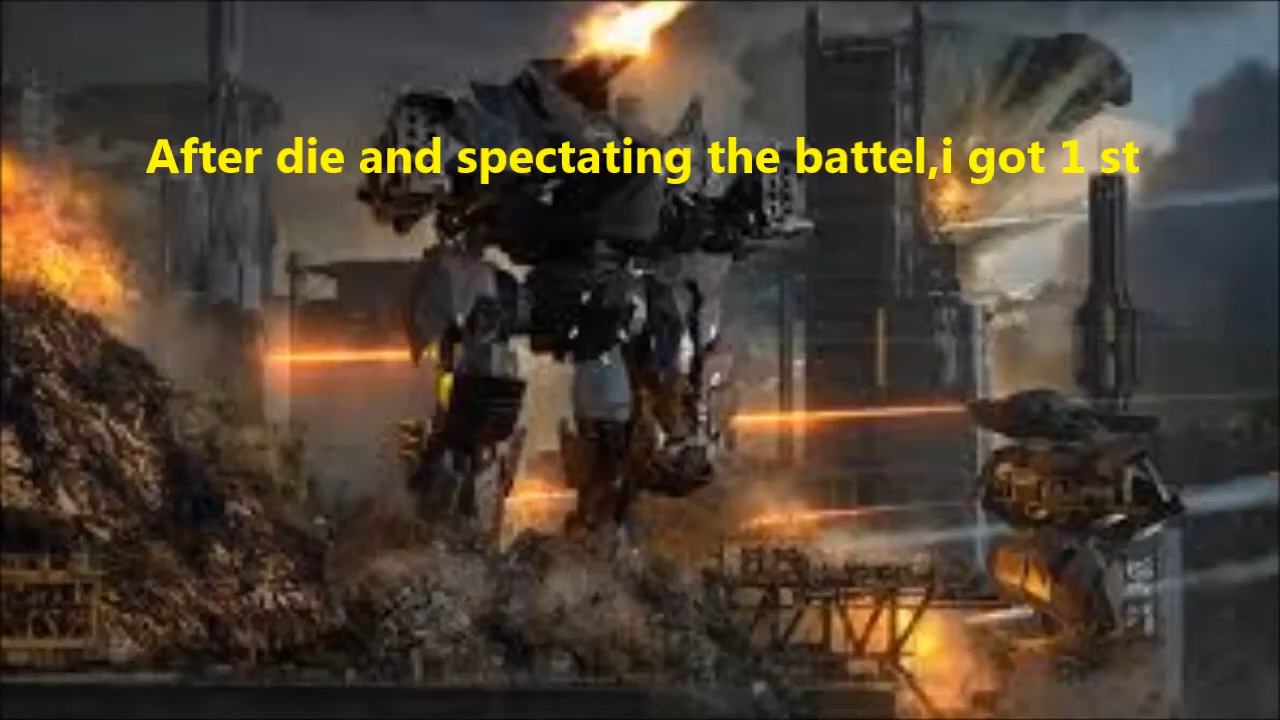 After die and spectating the battel,i got 1 st